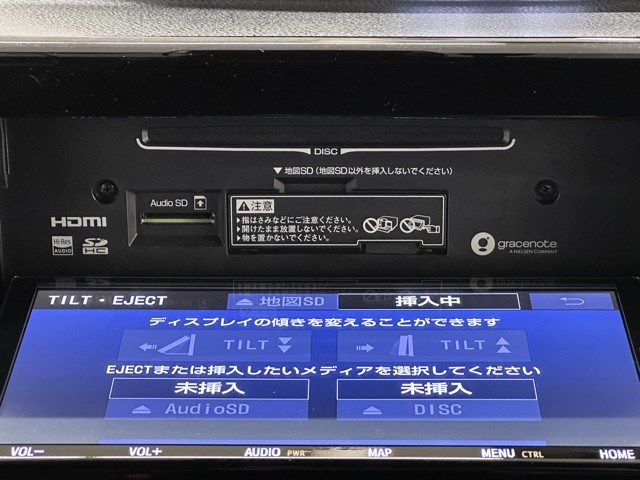 DISC
▼地図SD(地図SD以外を挿入しないでください)
Audio SD
⚠注意
▶指はさみなどにご注意ください。
▶開けたまま放置しないでください。
▶物を置かないでください。
HDMI
Hi-Res
AUDIO
SD
HC
gracenote.
A NIELSEN COMPANY
TILT・EJECT
地図SD
挿入中
ディスプレイの傾きを変えることができます
TILT
TILT
EJECTまたは挿入したいメディアを選択してください
未挿入
未挿入
AudioSD
DISC
VOL− VOL+ AUDIO PWR MAP MENU CTRL HOME